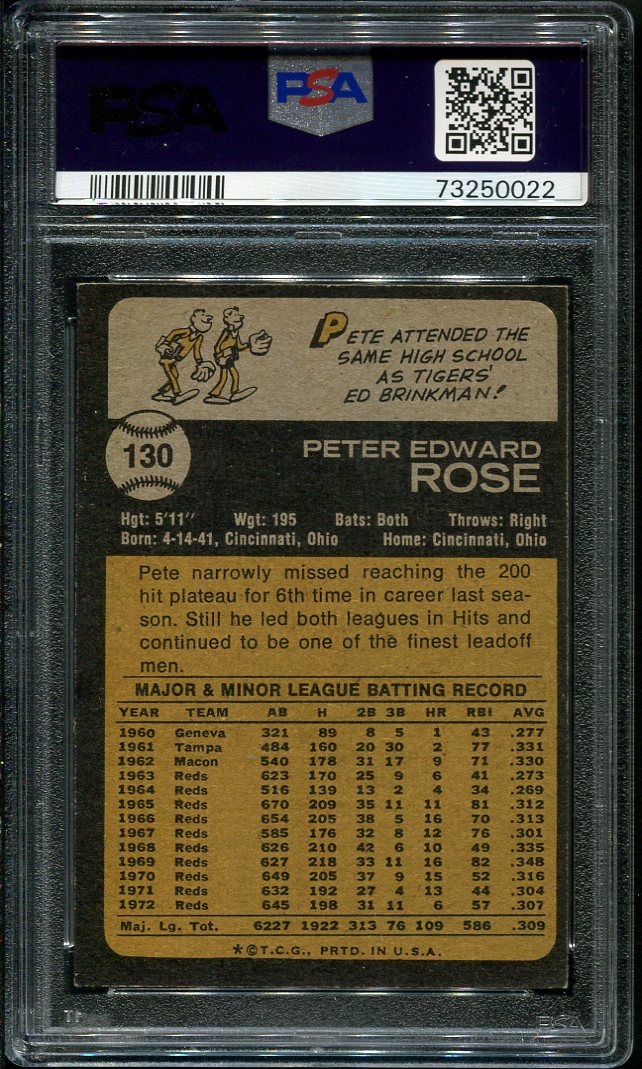 PSA
PSA
73250022
PETE ATTENDED THE
SAME HIGH SCHOOL
AS TIGERS'
ED BRINKMAN!
130
PETER EDWARD
ROSE
Hgt: 5'11" Wgt: 195 Bats: Both Throws: Right
Born: 4-14-41, Cincinnati, Ohio Home: Cincinnati, Ohio
Pete narrowly missed reaching the 200
hit plateau for 6th time in career last sea-
son. Still he led both leagues in Hits and
continued to be one of the finest leadoff
men.
MAJOR & MINOR LEAGUE BATTING RECORD
YEAR TEAM AB H 2B 3B HR RBI AVG
1960 Geneva 321 89 8 5 1 43 .277
1961 Tampa 484 160 20 30 2 77 .331
1962 Macon 540 178 31 17 9 71 .330
1963 Reds 623 170 25 9 6 41 .273
1964 Reds 516 139 13 2 4 34 .269
1965 Reds 670 209 35 11 11 81 .312
1966 Reds 654 205 38 5 16 70 .313
1967 Reds 585 176 32 8 12 76 .301
1968 Reds 626 210 42 6 10 49 .335
1969 Reds 627 218 33 11 16 82 .348
1970 Reds 649 205 37 9 15 52 .316
1971 Reds 632 192 27 4 13 44 .304
1972 Reds 645 198 31 11 6 57 .307
Maj. Lg. Tot. 6227 1922 313 76 109 586 .309
*©T.C.G., PRTD. IN U.S.A.
PSA